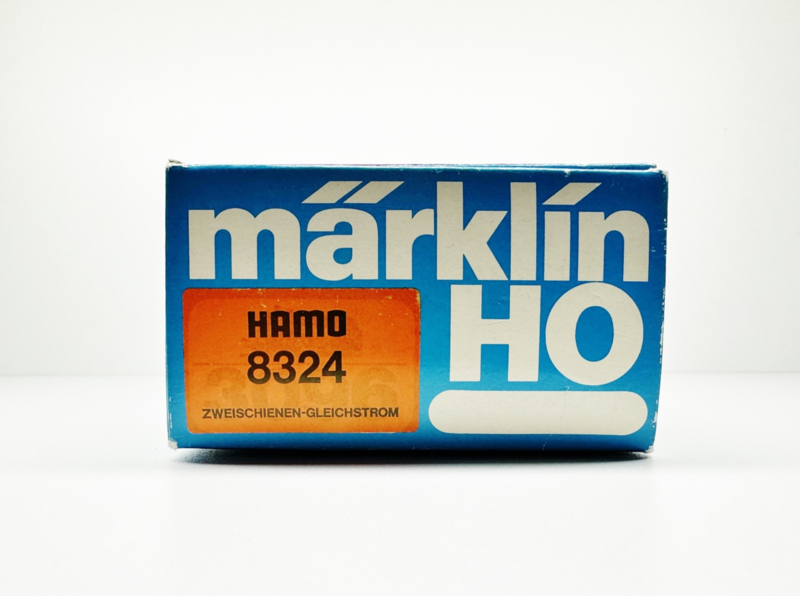 märklin
HO
HAMO
8324
ZWEISCHIENEN-GLEICHSTROM